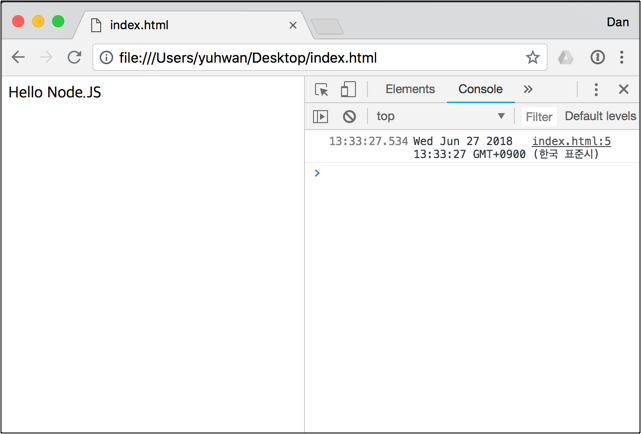 index.html
Dan
file:///Users/yuhwan/Desktop/index.html
Hello Node.JS
Elements Console
top Filter Default levels
13:33:27.534 Wed Jun 27 2018 index.html:5
13:33:27 GMT+0900 (한국 표준시)